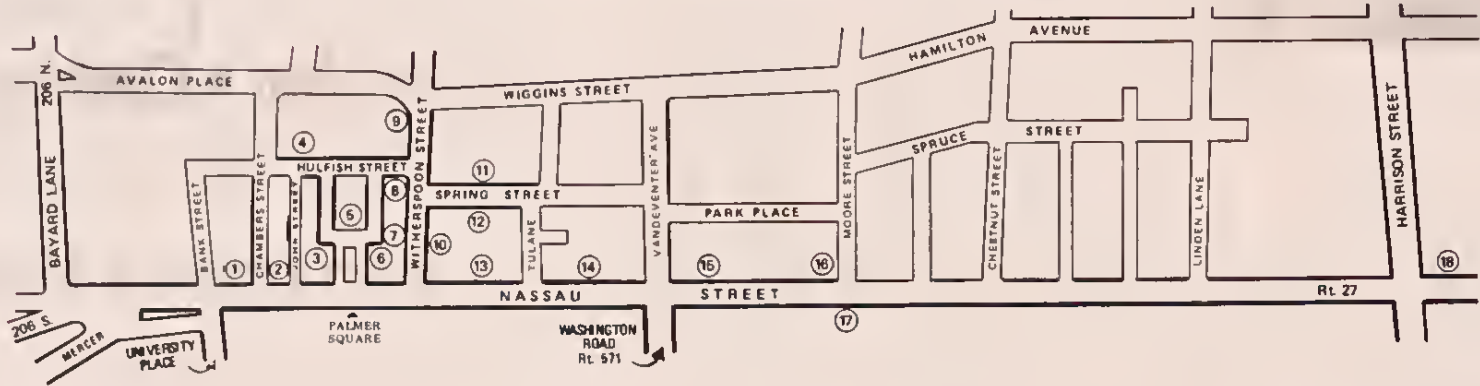 HAMILTON AVENUE
206 N.
AVALON PLACE
WIGGINS STREET
9
4
SPRUCE STREET
HULFISH STREET
WITHERSPOON STREET
11
VANDEVENTER AVE
MOORE STREET
HARRISON STREET
BAYARD LANE
BANK STREET
CHAMBERS STREET
JOHN STREET
8
SPRING STREET
5
12
TULANE
PARK PLACE
CHESTNUT STREET
LINDEN LANE
7
10
1
2
3
6
13
14
15
16
18
NASSAU STREET
Rt. 27
206 S.
MERCER
UNIVERSITY
PLACE
PALMER
SQUARE
WASHINGTON
ROAD
Rt. 571
17